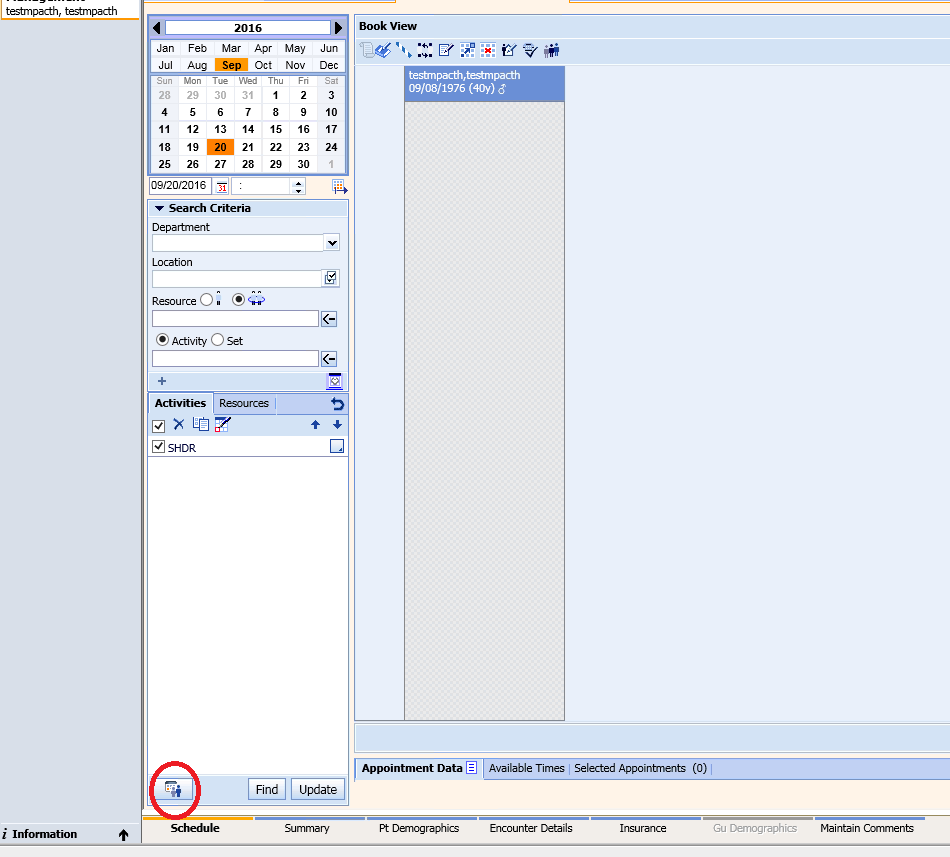 testmpacth, testmpacth
2016
Jan Feb Mar Apr May Jun
Jul Aug Sep Oct Nov Dec
Sun Mon Tue Wed Thu Fri Sat
28 29 30 31 1 2 3
4 5 6 7 8 9 10
11 12 13 14 15 16 17
18 19 20 21 22 23 24
25 26 27 28 29 30 1
09/20/2016 31 :
Search Criteria
Department
Location
Resource
Activity Set
+
Activities Resources
SHDR
Find Update
Book View
testmpacth,testmpacth
09/08/1976 (40y) ♂
Appointment Data Available Times Selected Appointments (0)
i Information
Schedule Summary Pt Demographics Encounter Details Insurance Gu Demographics Maintain Comments